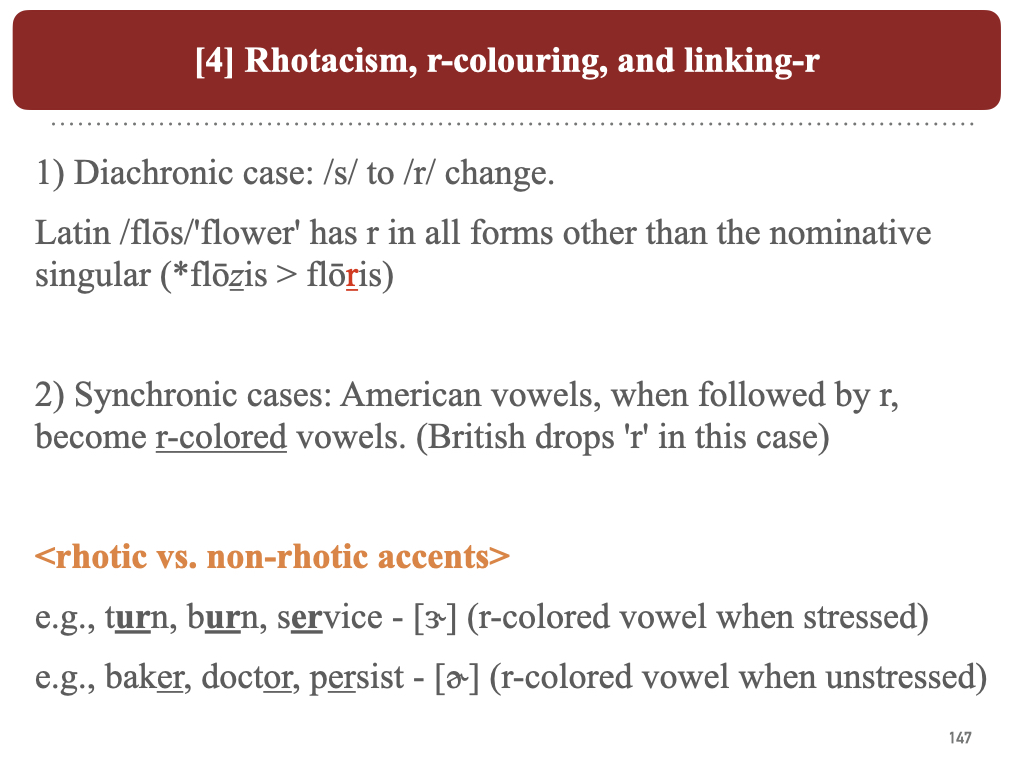 [4] Rhotacism, r-colouring, and linking-r
1) Diachronic case: /s/ to /r/ change.
Latin /flōs/'flower' has r in all forms other than the nominative
singular (*flōzis > flōris)
2) Synchronic cases: American vowels, when followed by r,
become r-colored vowels. (British drops 'r' in this case)
<rhotic vs. non-rhotic accents>
e.g., turn, burn, service - [ɝ] (r-colored vowel when stressed)
e.g., baker, doctor, persist - [ɚ] (r-colored vowel when unstressed)
147